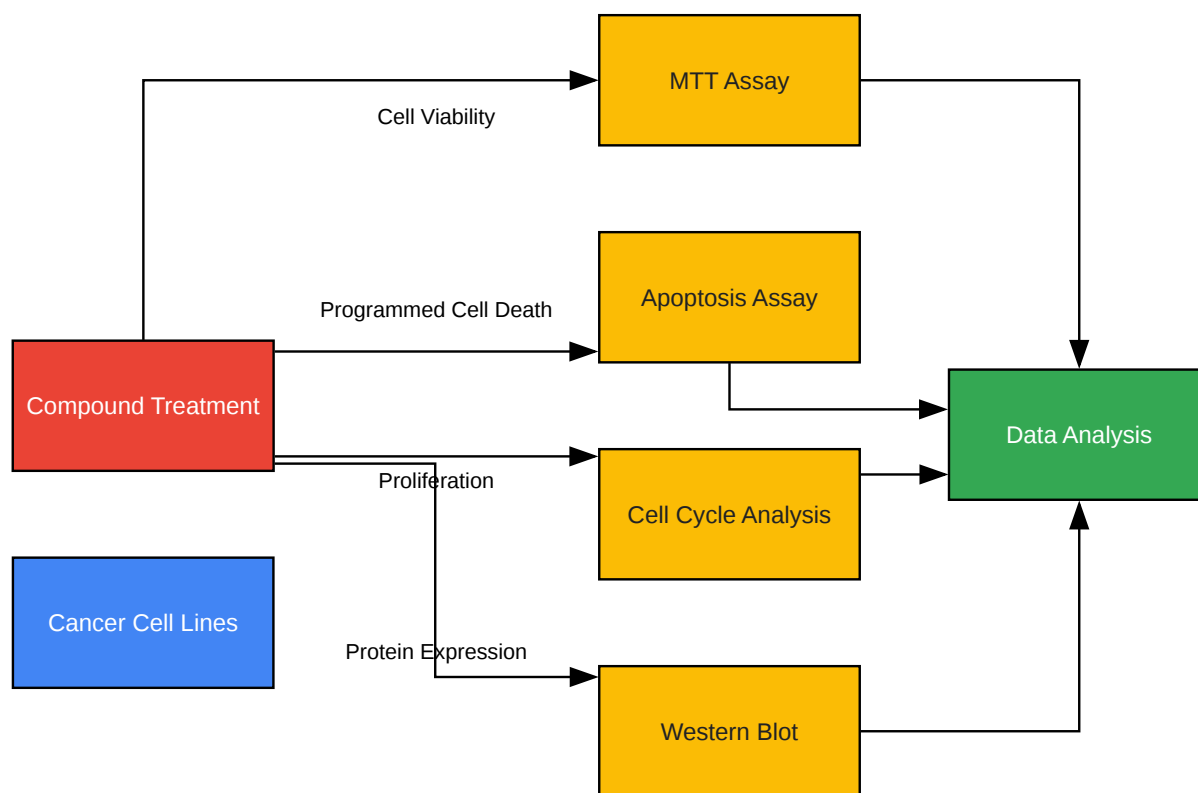 MTT Assay
Cell Viability
Apoptosis Assay
Programmed Cell Death
Compound Treatment
Data Analysis
Proliferation
Cell Cycle Analysis
Cancer Cell Lines
Protein Expression
Western Blot